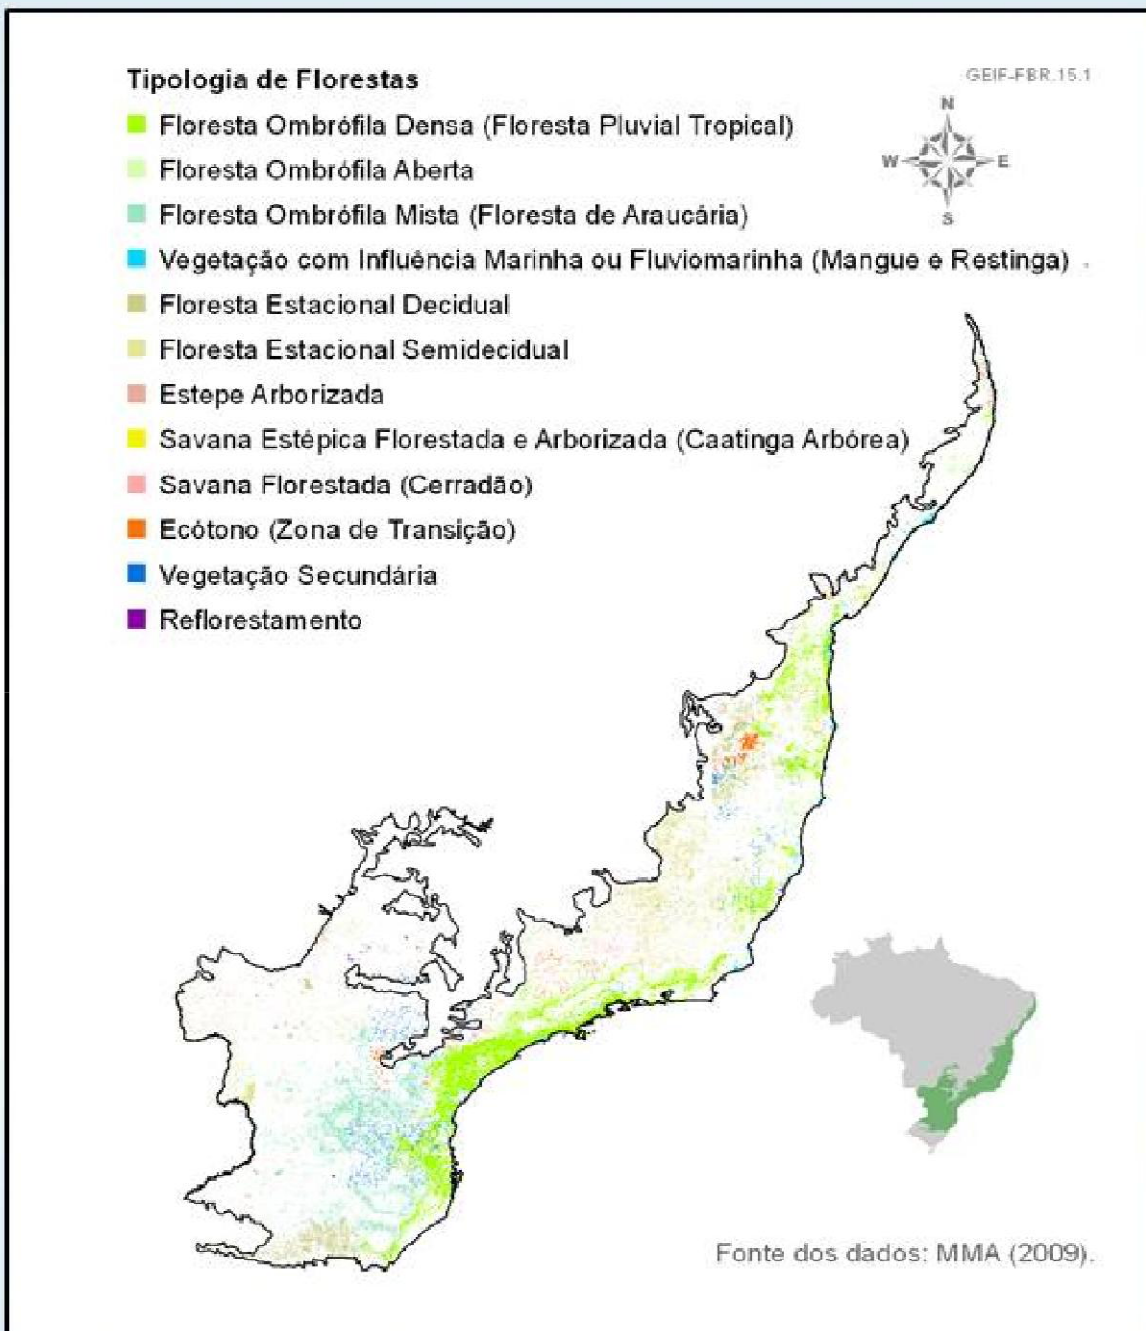 Tipologia de Florestas
GEIF-FBR.15.1
Floresta Ombrófila Densa (Floresta Pluvial Tropical)
Floresta Ombrófila Aberta
Floresta Ombrófila Mista (Floresta de Araucária)
Vegetação com Influência Marinha ou Fluviomarinha (Mangue e Restinga)
Floresta Estacional Decidual
Floresta Estacional Semidecidual
Estepe Arborizada
Savana Estépica Florestada e Arborizada (Caatinga Arbórea)
Savana Florestada (Cerradão)
Ecótono (Zona de Transição)
Vegetação Secundária
Reflorestamento
N
W E
S
Fonte dos dados: MMA (2009).